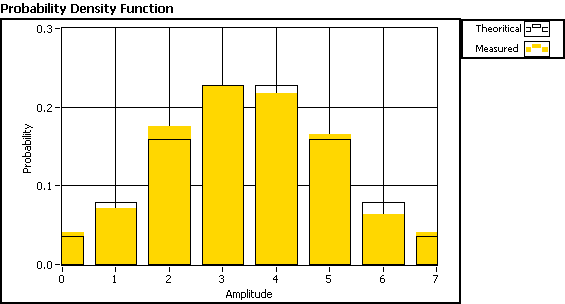 Probability Density Function
Theoritical
Measured
0.3
0.2
0.1
0.0
Probability
0 1 2 3 4 5 6 7
Amplitude